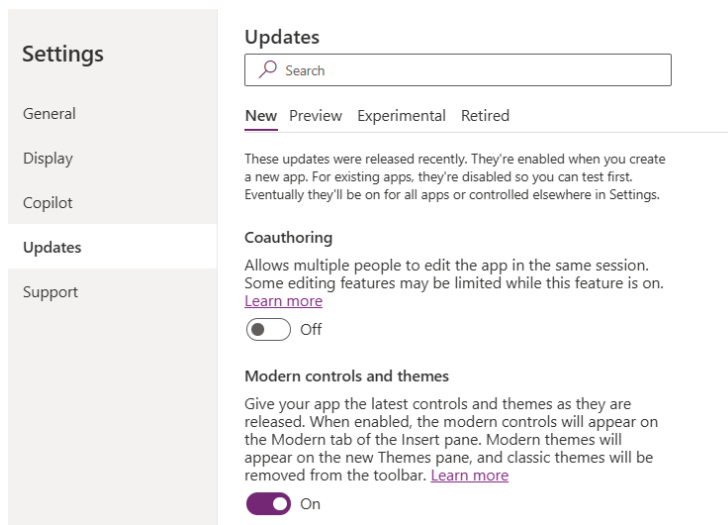 Settings
General
Display
Copilot
Updates
Support
Updates
Search
New Preview Experimental Retired
These updates were released recently. They're enabled when you create
a new app. For existing apps, they're disabled so you can test first.
Eventually they'll be on for all apps or controlled elsewhere in Settings.
Coauthoring
Allows multiple people to edit the app in the same session.
Some editing features may be limited while this feature is on.
Learn more
Off
Modern controls and themes
Give your app the latest controls and themes as they are
released. When enabled, the modern controls will appear on
the Modern tab of the Insert pane. Modern themes will
appear on the new Themes pane, and classic themes will be
removed from the toolbar. Learn more
On